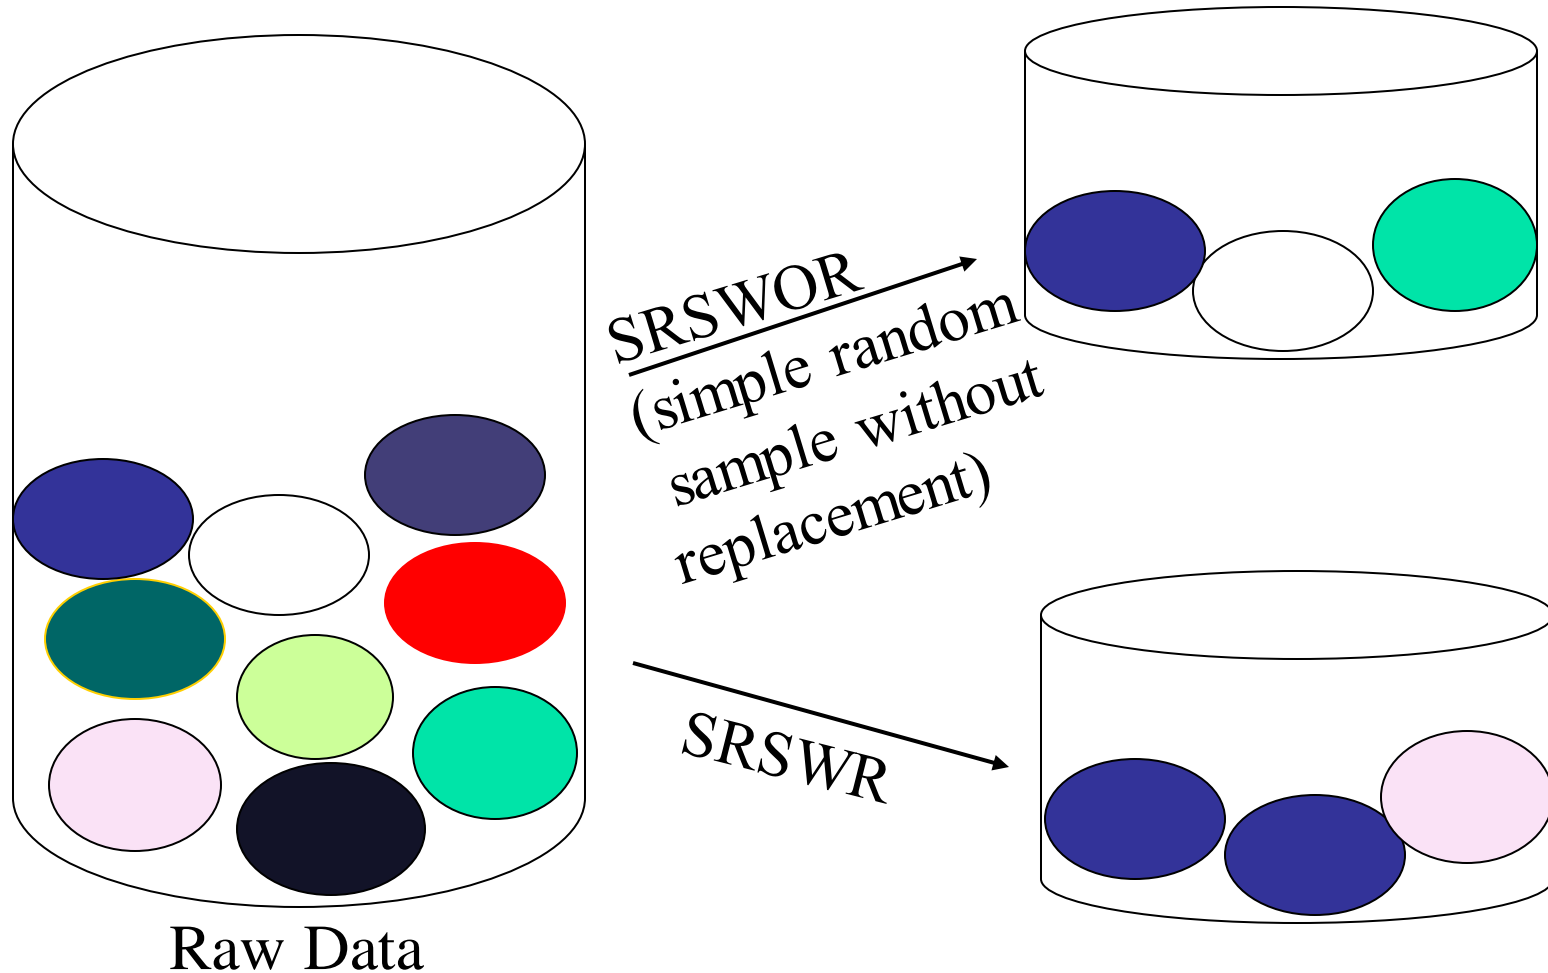 SRSWOR
(simple random
sample without
replacement)
SRSWR
Raw Data